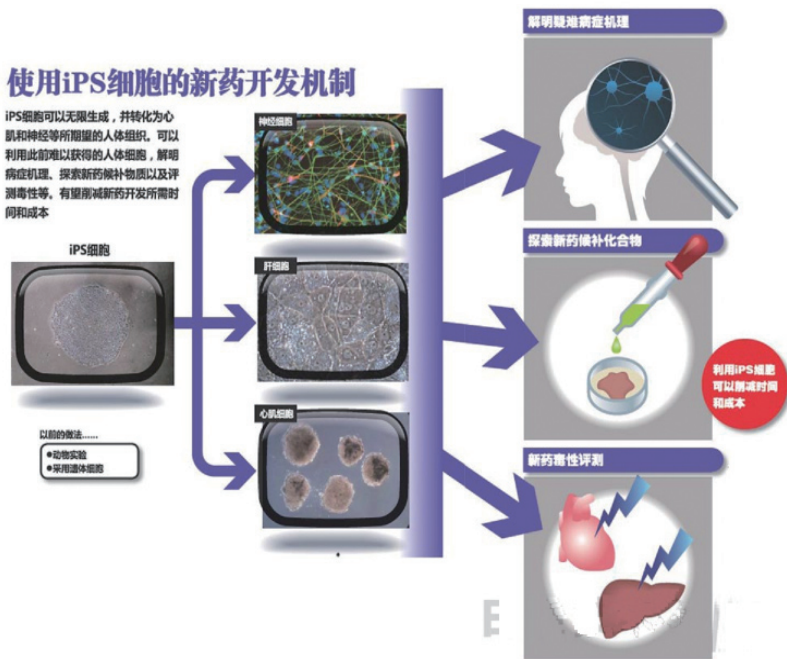 使用iPS细胞的新药开发机制
iPS细胞可以无限生成，并转化为心
肌和神经等所期望的人体组织。可以
利用此前难以获得的人体细胞，解明
病症机理、探索新药候补物质以及评
测毒性等。有望削减新药开发所需时
间和成本
iPS细胞
以前的做法……
●动物实验
●采用遗体细胞
神经细胞
肝细胞
心肌细胞
解明疑难病症机理
探索新药候补化合物
利用iPS细胞
可以削减时间
和成本
新药毒性评测